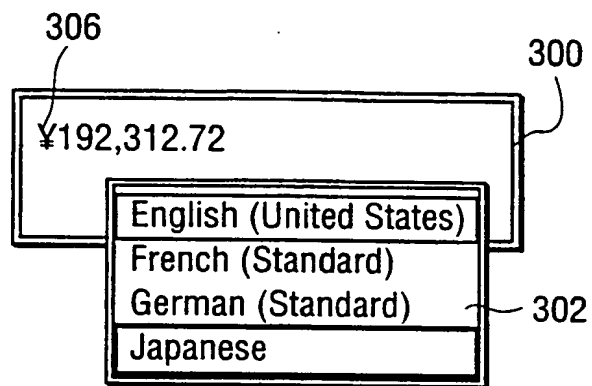 306
300
¥192,312.72
English (United States)
French (Standard)
German (Standard)
302
Japanese